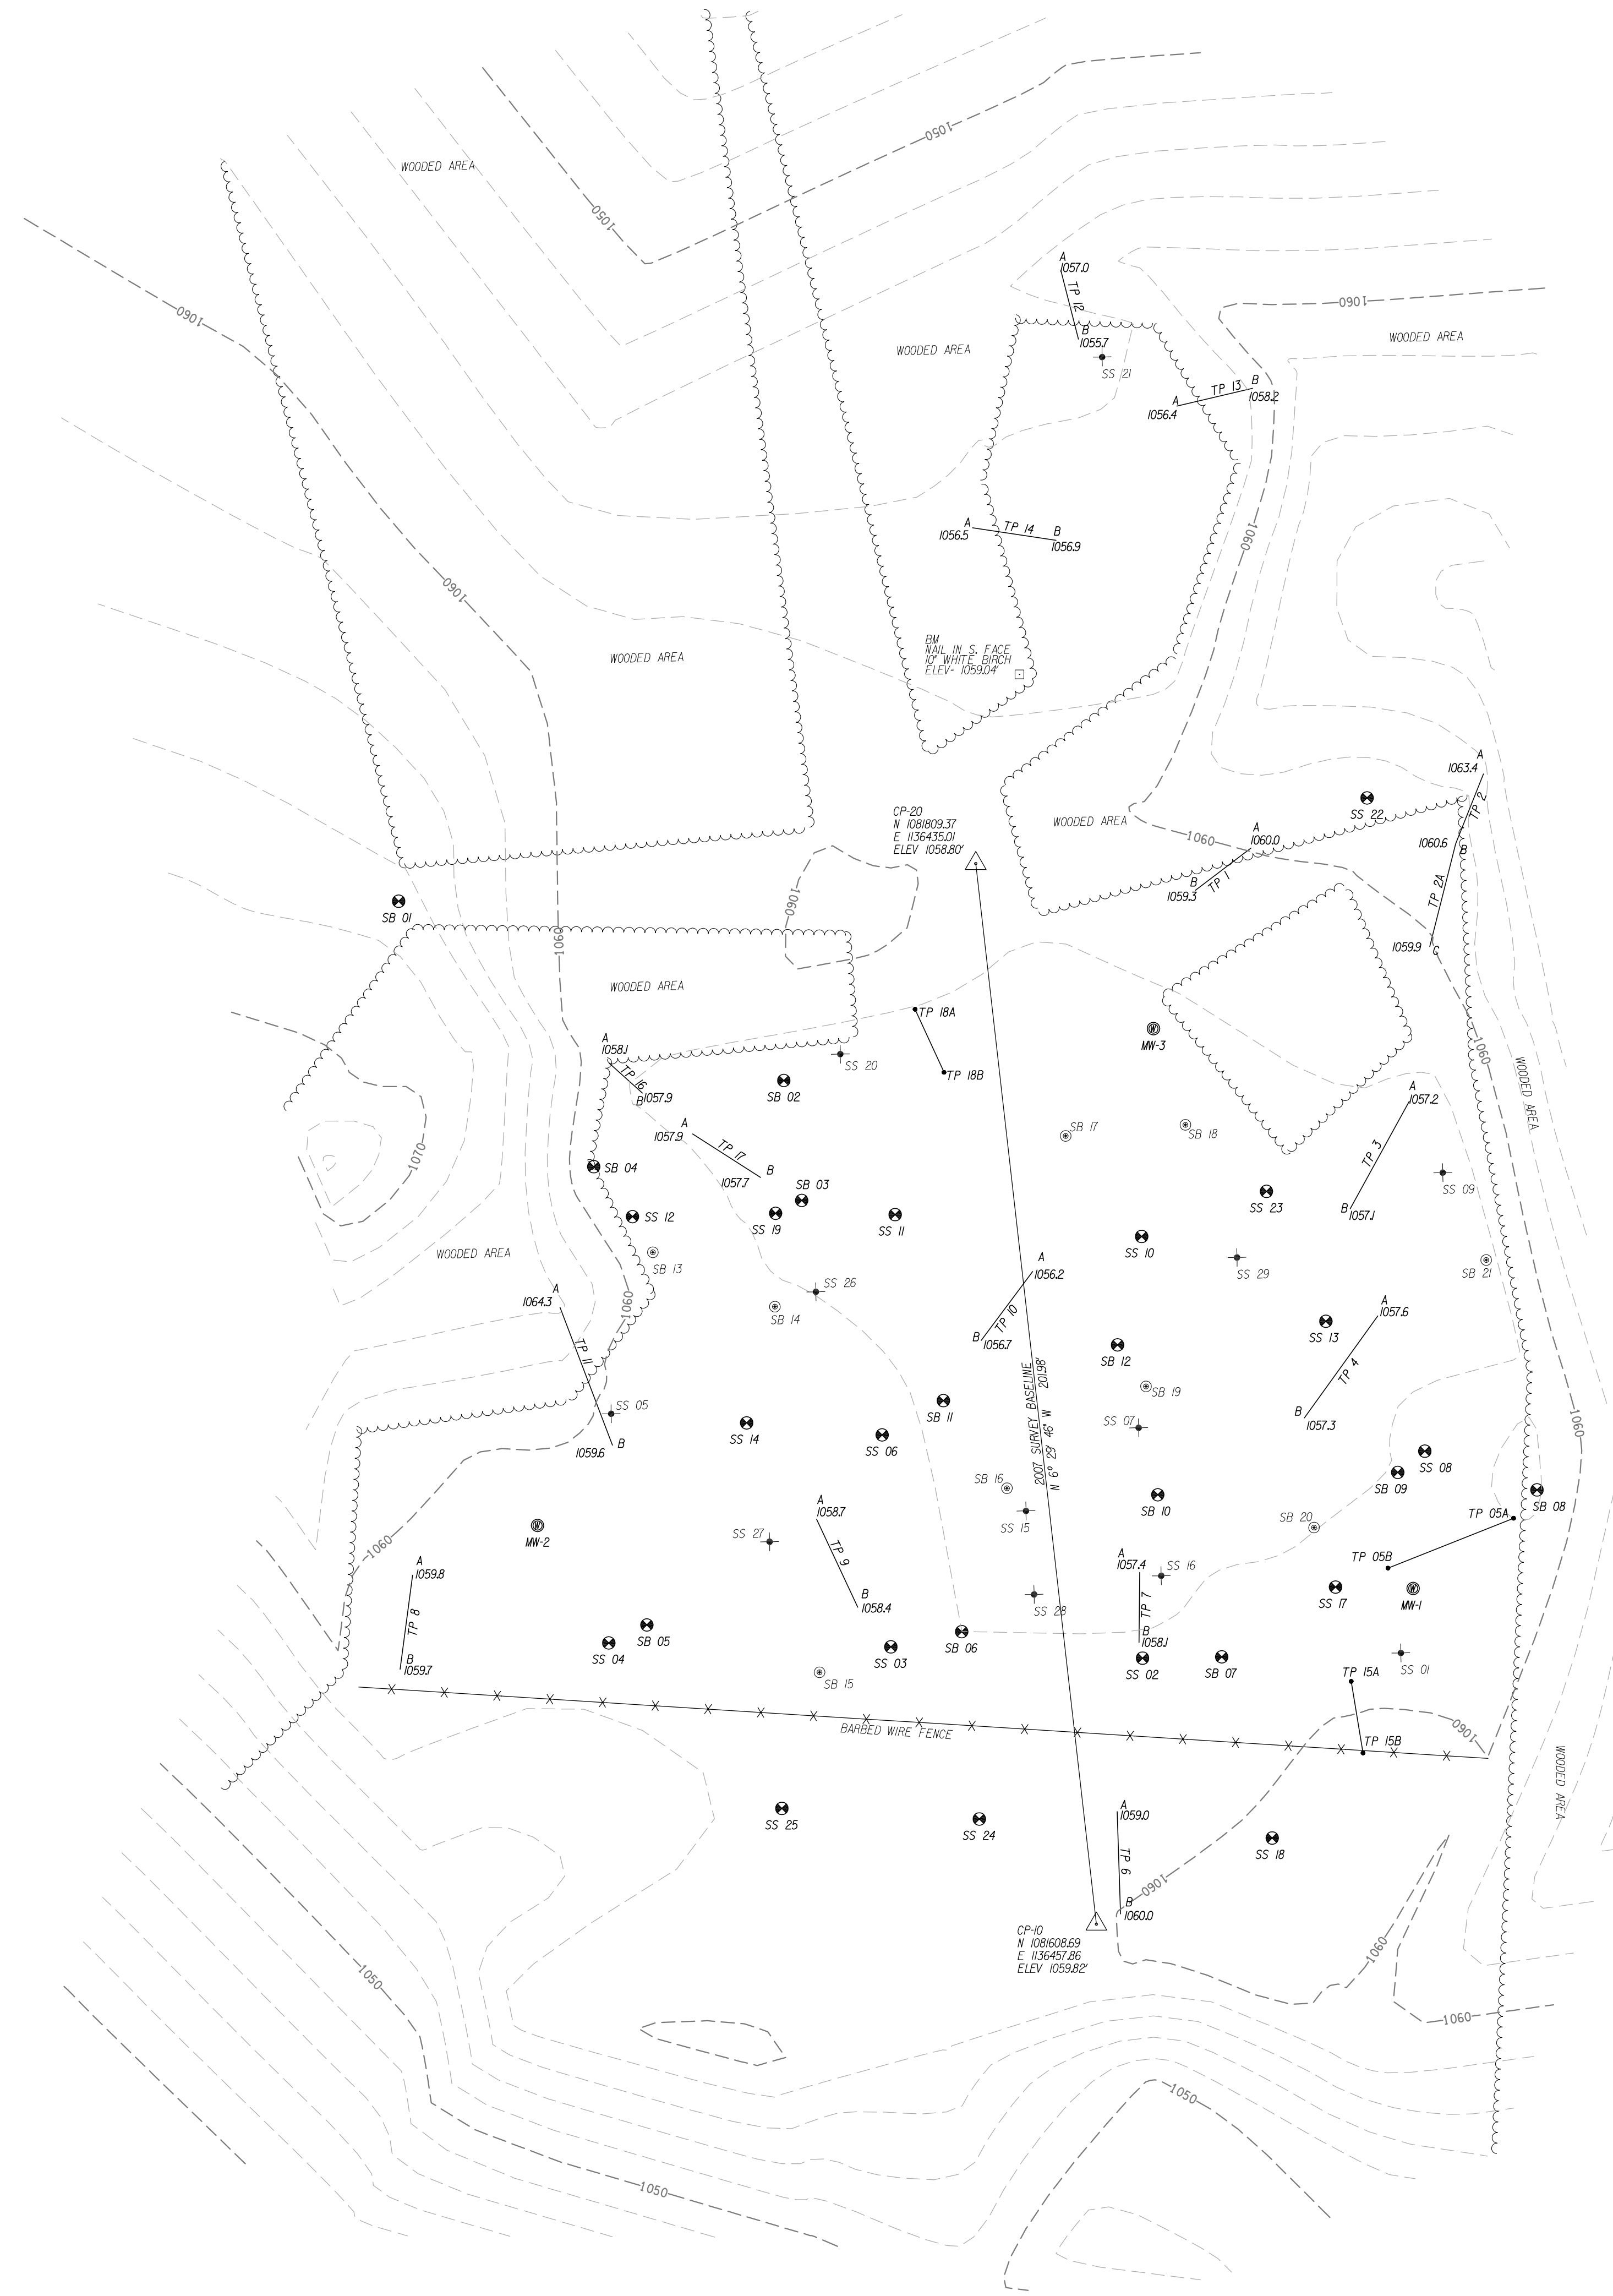 1050
WOODED AREA
1050
A
1057.0
TP 12
B
1055.7
SS 21
1060
1060
WOODED AREA
WOODED AREA
TP 13
B
1058.2
A
1056.4
A
1056.5
TP 14
B
1056.9
1060
1060
BM
NAIL IN S. FACE
10" WHITE BIRCH
ELEV= 1059.04'
WOODED AREA
A
1063.4
TP 2
SS 22
CP-20
N 1081809.37
E 1136435.01
ELEV 1058.80'
WOODED AREA
1060
A
1060.0
1060.6
B
B
1059.3
TP 1
TP 2A
1060
SB 01
1060
1059.9
C
WOODED AREA
TP 18A
MW-3
A
1058.1
TP 16
B
1057.9
SS 20
TP 18B
SB 02
1060
WOODED AREA
A
1057.2
TP 3
B
1057.1
A
1057.9
TP 17
B
1057.7
SB 17
SB 18
1070
SB 04
SB 03
SS 09
SS 12
SS 19
SS 11
SS 23
SS 10
WOODED AREA
SB 13
SS 29
SB 21
A
1056.2
TP 10
B
1056.7
SS 26
A
1064.3
TP 11
1060
SB 14
A
1057.6
SS 13
TP 4
B
1057.3
SB 12
2007 SURVEY BASELINE
N 6° 29' 46" W 201.98'
SB 19
SB 11
SS 05
SS 07
1060
B
1059.6
SS 14
SS 06
SS 08
SB 09
SB 16
SB 10
SB 08
A
1058.7
TP 9
SS 15
TP 05A
MW-2
SS 27
SB 20
1060
A
1059.8
TP 8
B
1059.7
A
1057.4
TP 7
SS 16
TP 05B
SS 17
MW-1
B
1058.4
SS 28
SB 05
SS 04
SS 03
SB 06
B
1058.1
SS 02
SB 07
SS 01
SB 15
TP 15A
BARBED WIRE FENCE
1060
TP 15B
WOODED AREA
SS 25
SS 24
A
1059.0
TP 6
SS 18
1060
B
1060.0
CP-10
N 1081608.69
E 1136457.86
ELEV 1059.82'
1060
1050
1060
1050
1050